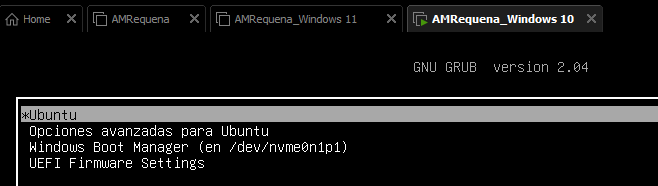 Home AMRequena AMRequena_Windows 11 AMRequena_Windows 10
GNU GRUB version 2.04
*Ubuntu
Opciones avanzadas para Ubuntu
Windows Boot Manager (en /dev/nvme0n1p1)
UEFI Firmware Settings